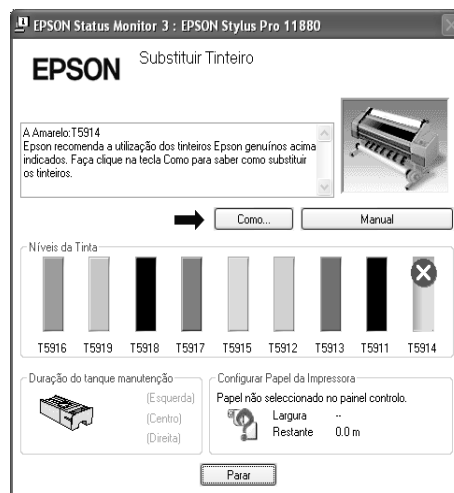 EPSON Status Monitor 3 : EPSON Stylus Pro 11880
EPSON
Substituir Tinteiro
A Amarelo:T5914
Epson recomenda a utilização dos tinteiros Epson genuínos acima
indicados. Faça clique na tecla Como para saber como substituir
os tinteiros.
Como...
Manual
Níveis da Tinta
T5916 T5919 T5918 T5917 T5915 T5912 T5913 T5911 T5914
Duração do tanque manutenção
(Esquerda)
(Centro)
(Direita)
Configurar Papel da Impressora
Papel não seleccionado no painel controlo.
Largura --
Restante 0.0 m
Parar